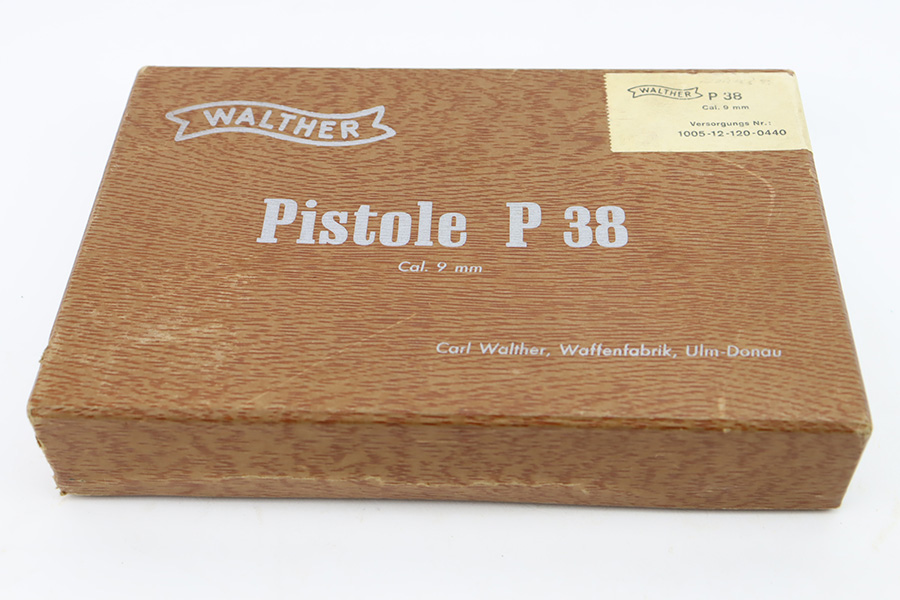 WALTHER
WALTHER P 38
Cal. 9 mm
Versorgungs Nr.:
1005-12-120-0440
Pistole P 38
Cal. 9 mm
Carl Walther, Waffenfabrik, Ulm-Donau